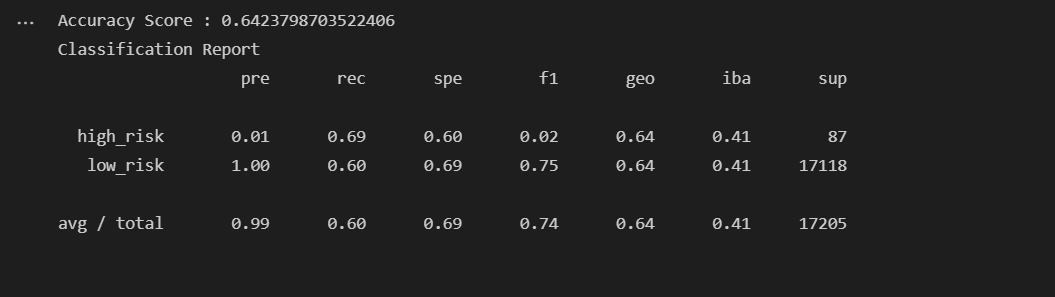 ... Accuracy Score : 0.6423798703522406
Classification Report
pre rec spe f1 geo iba sup
high_risk 0.01 0.69 0.60 0.02 0.64 0.41 87
low_risk 1.00 0.60 0.69 0.75 0.64 0.41 17118
avg / total 0.99 0.60 0.69 0.74 0.64 0.41 17205